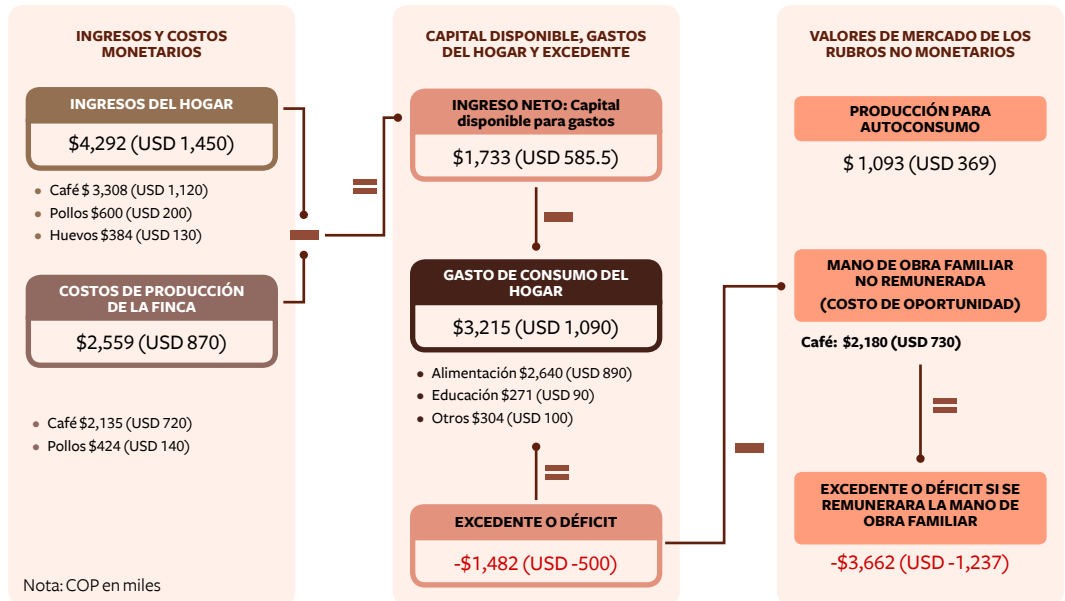 INGRESOS Y COSTOS
MONETARIOS
INGRESOS DEL HOGAR
$4,292 (USD 1,450)
• Café $ 3,308 (USD 1,120)
• Pollos $600 (USD 200)
• Huevos $384 (USD 130)
COSTOS DE PRODUCCIÓN
DE LA FINCA
$2,559 (USD 870)
• Café $2,135 (USD 720)
• Pollos $424 (USD 140)
Nota: COP en miles
CAPITAL DISPONIBLE, GASTOS
DEL HOGAR Y EXCEDENTE
INGRESO NETO: Capital
disponible para gastos
$1,733 (USD 585.5)
GASTO DE CONSUMO DEL
HOGAR
$3,215 (USD 1,090)
• Alimentación $2,640 (USD 890)
• Educación $271 (USD 90)
• Otros $304 (USD 100)
EXCEDENTE O DÉFICIT
-$1,482 (USD -500)
VALORES DE MERCADO DE LOS
RUBROS NO MONETARIOS
PRODUCCIÓN PARA
AUTOCONSUMO
$ 1,093 (USD 369)
MANO DE OBRA FAMILIAR
NO REMUNERADA
(COSTO DE OPORTUNIDAD)
Café: $2,180 (USD 730)
EXCEDENTE O DÉFICIT SI SE
REMUNERARA LA MANO DE
OBRA FAMILIAR
-$3,662 (USD -1,237)